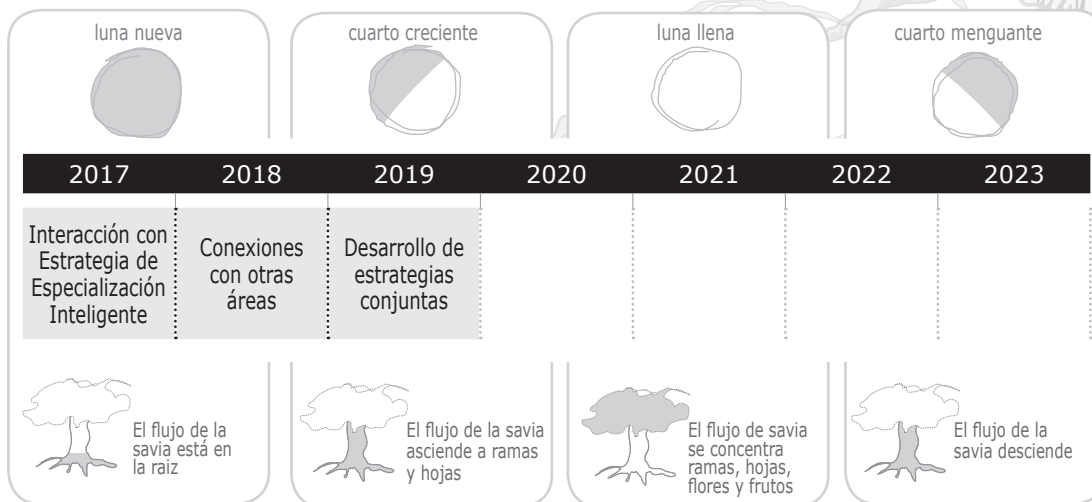 luna nueva
cuarto creciente
luna llena
cuarto menguante
2017
2018
2019
2020
2021
2022
2023
Interacción con
Estrategia de
Especialización
Inteligente
Conexiones
con otras
áreas
Desarrollo de
estrategias
conjuntas
El flujo de la
savia está en
la raiz
El flujo de la savia
asciende a ramas
y hojas
El flujo de savia
se concentra
ramas, hojas,
flores y frutos
El flujo de la
savia desciende